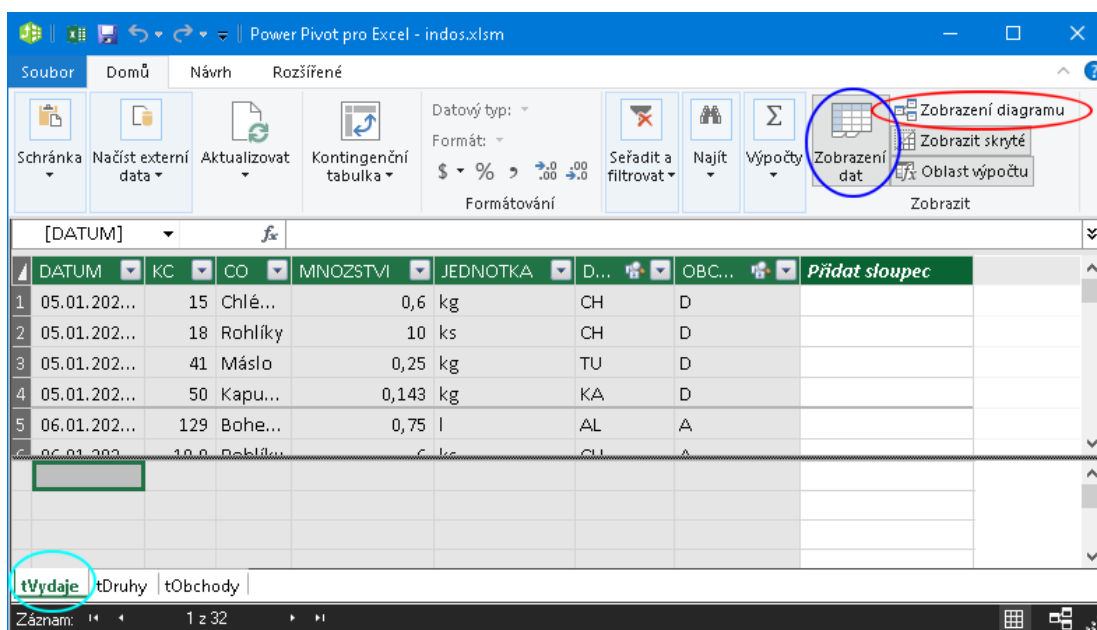 Power Pivot pro Excel - indos.xlsm
Soubor Domů Návrh Rozšířené
Schránka
Načíst externí data
Aktualizovat
Kontingenční tabulka
Datový typ:
Formát:
$ % ,0 ,00 ,00 ,0
Formátování
Seřadit a filtrovat
Najít
Výpočty
Zobrazení dat
Zobrazení diagramu
Zobrazit skryté
Oblast výpočtu
Zobrazit
[DATUM] fx
DATUM KC CO MNOZSTVI JEDNOTKA D... OBC... Přidat sloupec
1 05.01.202... 15 Chlé... 0,6 kg CH D
2 05.01.202... 18 Rohlíky 10 ks CH D
3 05.01.202... 41 Máslo 0,25 kg TU D
4 05.01.202... 50 Kapu... 0,143 kg KA D
5 06.01.202... 129 Bohe... 0,75 l AL A
tVydaje tDruhy tObchody
Záznam: 1 z 32